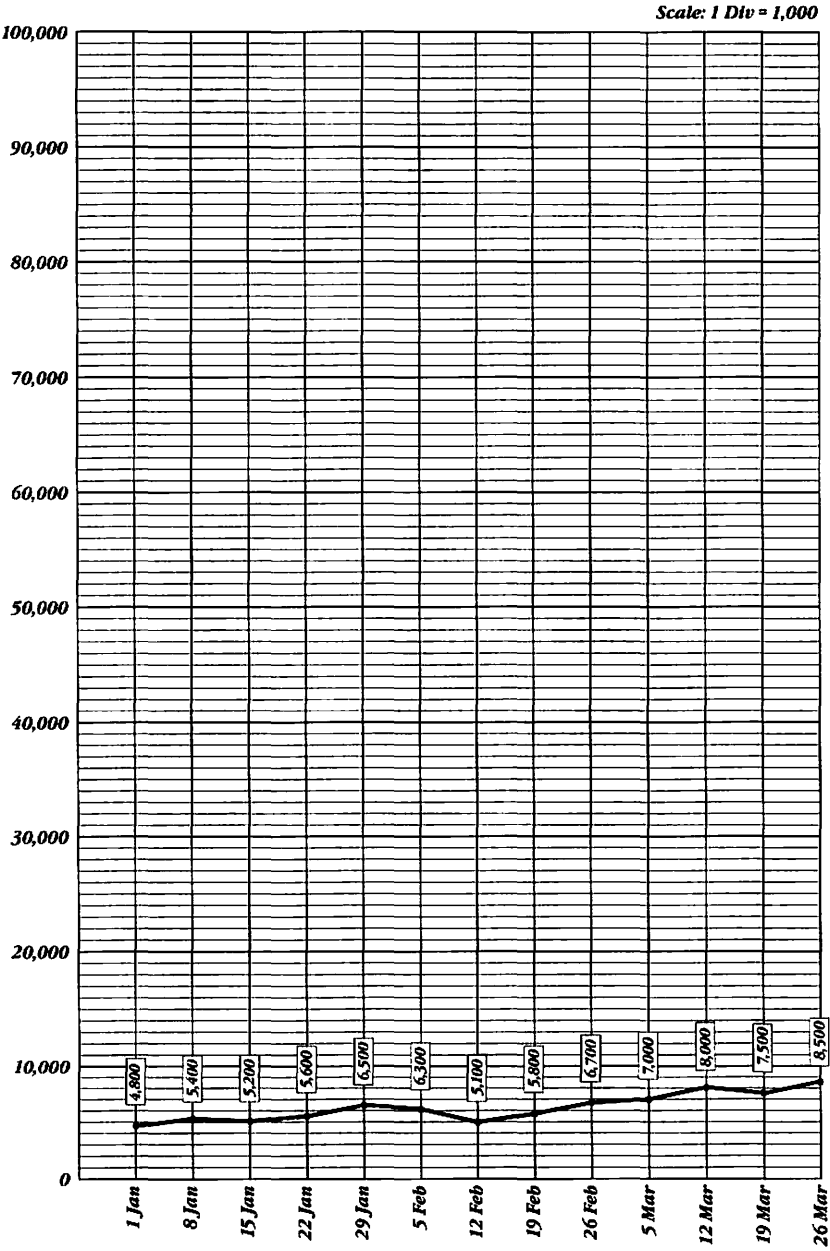 Scale: 1 Div = 1,000
100,000
90,000
80,000
70,000
60,000
50,000
40,000
30,000
20,000
10,000
0
4,800
5,400
5,200
5,600
6,500
6,300
5,100
5,800
6,700
7,000
8,000
7,500
8,500
1 Jan
8 Jan
15 Jan
22 Jan
29 Jan
5 Feb
12 Feb
19 Feb
26 Feb
5 Mar
12 Mar
19 Mar
26 Mar